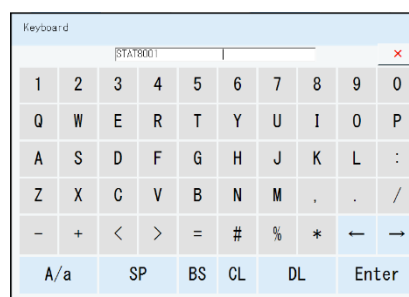 Keyboard
STAT8001
×
1 2 3 4 5 6 7 8 9 0
Q W E R T Y U I O P
A S D F G H J K L :
Z X C V B N M , . /
- + < > = # % * ← →
A/a SP BS CL DL Enter